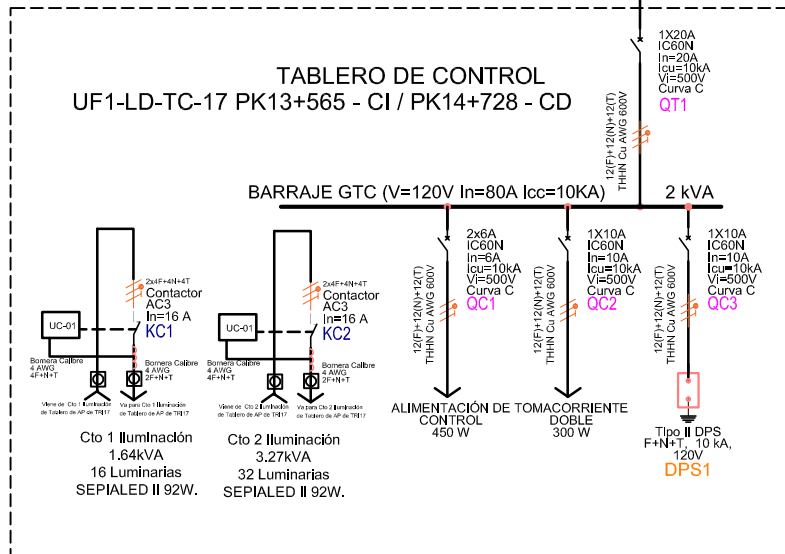 1X20A
IC60N
In=20A
Icu=10kA
Vi=500V
Curva C
QT1
TABLERO DE CONTROL
UF1-LD-TC-17 PK13+565 - CI / PK14+728 - CD
12(F)+12(N)+12(T)
THHN Cu AWG 600V
BARRAJE GTC (V=120V In=80A Icc=10KA)
2 kVA
2x6A
IC60N
In=6A
Icu=10kA
Vi=500V
Curva C
QC1
12(F)+12(N)+12(T)
THHN Cu AWG 600V
1X10A
IC60N
In=10A
Icu=10kA
Vi=500V
Curva C
QC2
12(F)+12(N)+12(T)
THHN Cu AWG 600V
1X10A
IC60N
In=10A
Icu=10kA
Vi=500V
Curva C
QC3
12(F)+12(N)+12(T)
THHN Cu AWG 600V
2x4F+4N+4T
Contactor
AC3
In=16 A
KC1
UC-01
Bornera Calibre
4 AWG
4F+N+T
Bornera Calibre
4 AWG
2F+N+T
Viene de Cto 1 Iluminación
de Tablero de AP de TRI17
Va para Cto 1 Iluminación
de Tablero de AP de TRI17
Cto 1 Iluminación
1.64kVA
16 Luminarias
SEPIALED II 92W.
2x4F+4N+4T
Contactor
AC3
In=16 A
KC2
UC-01
Bornera Calibre
4 AWG
4F+N+T
Bornera Calibre
4 AWG
2F+N+T
Viene de Cto 2 Iluminación
de Tablero de AP de TRI17
Va para Cto 2 Iluminación
de Tablero de AP de TRI17
Cto 2 Iluminación
3.27kVA
32 Luminarias
SEPIALED II 92W.
ALIMENTACIÓN DE
CONTROL
450 W
TOMACORRIENTE
DOBLE
300 W
Tipo II DPS
F+N+T, 10 kA,
120V
DPS1